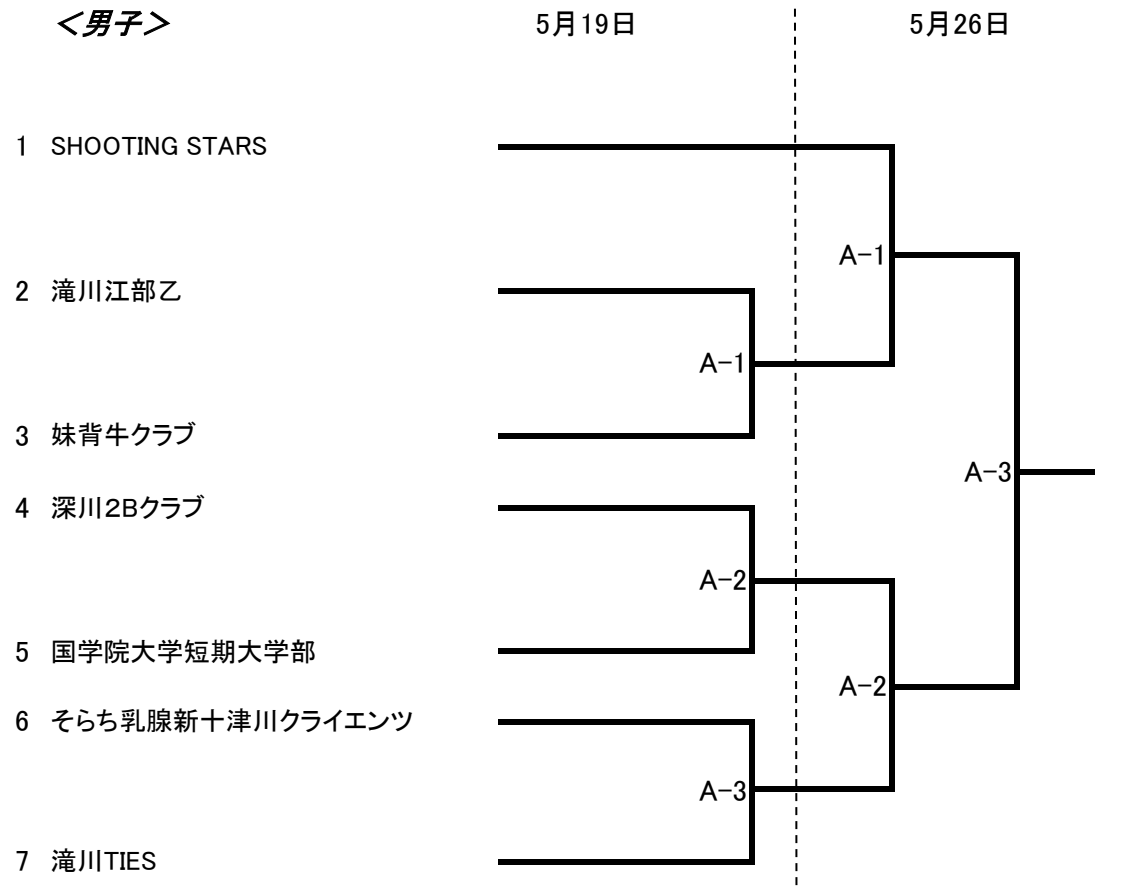 ＜男子＞ 5月19日 5月26日
1 SHOOTING STARS
A-1
2 滝川江部乙
A-1
3 妹背牛クラブ
A-3
4 深川2Bクラブ
A-2
5 国学院大学短期大学部
A-2
6 そらち乳腺新十津川クライエンツ
A-3
7 滝川TIES